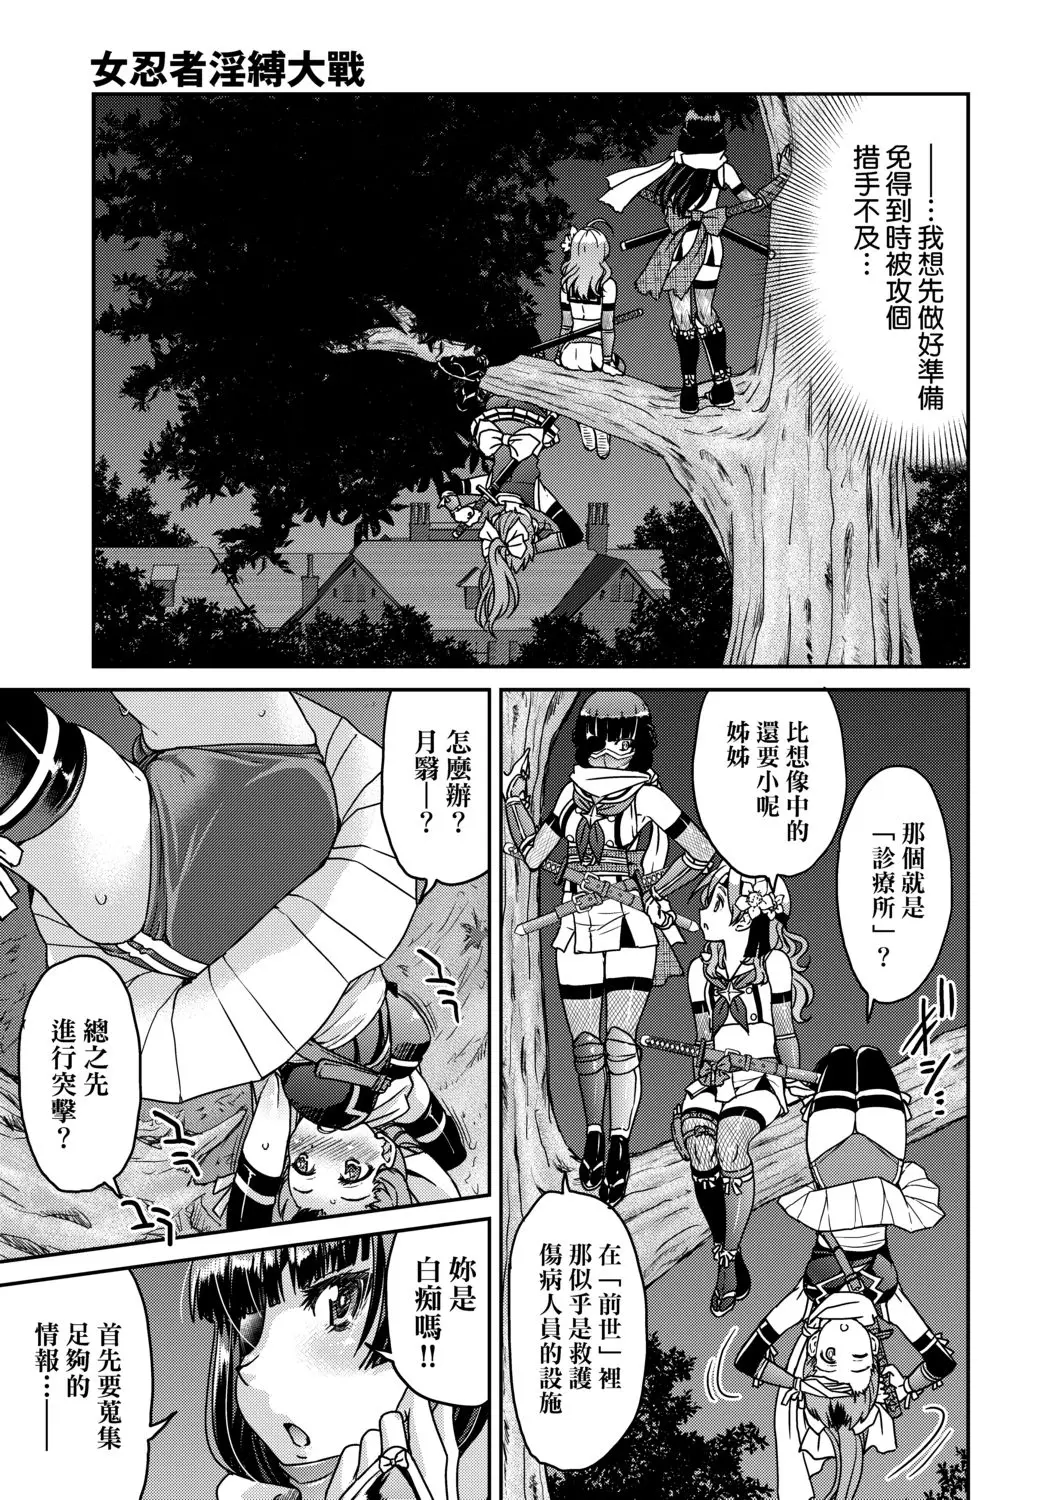 女忍者淫縛大戰
——…我想先做好準備
免得到時被攻個
措手不及…
那個就是
「診療所」?
比想像中的
還要小呢
姊姊
在「前世」裡
那似乎是救護
傷病人員的設施
怎麼辦?
月翳—?
總之先
進行突擊?
妳是
白痴嗎!!
首先要蒐集
足夠的
情報……——